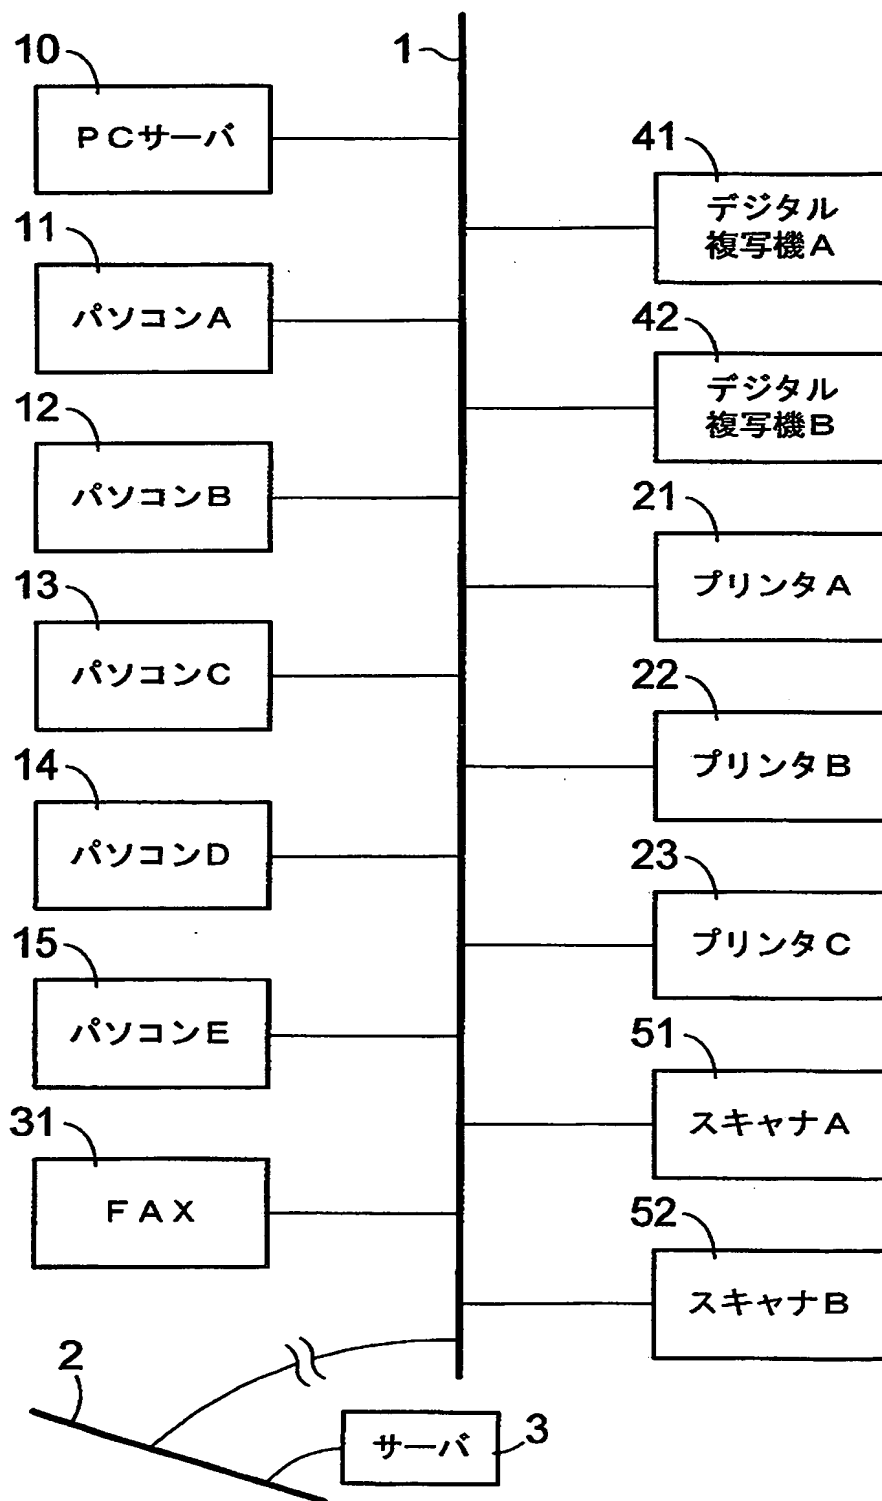 10
1
PCサーバ
41
デジタル
複写機A
11
パソコンA
42
デジタル
複写機B
12
パソコンB
21
プリンタA
13
パソコンC
22
プリンタB
14
パソコンD
23
プリンタC
15
パソコンE
51
スキャナA
31
FAX
52
スキャナB
2
サーバ
3